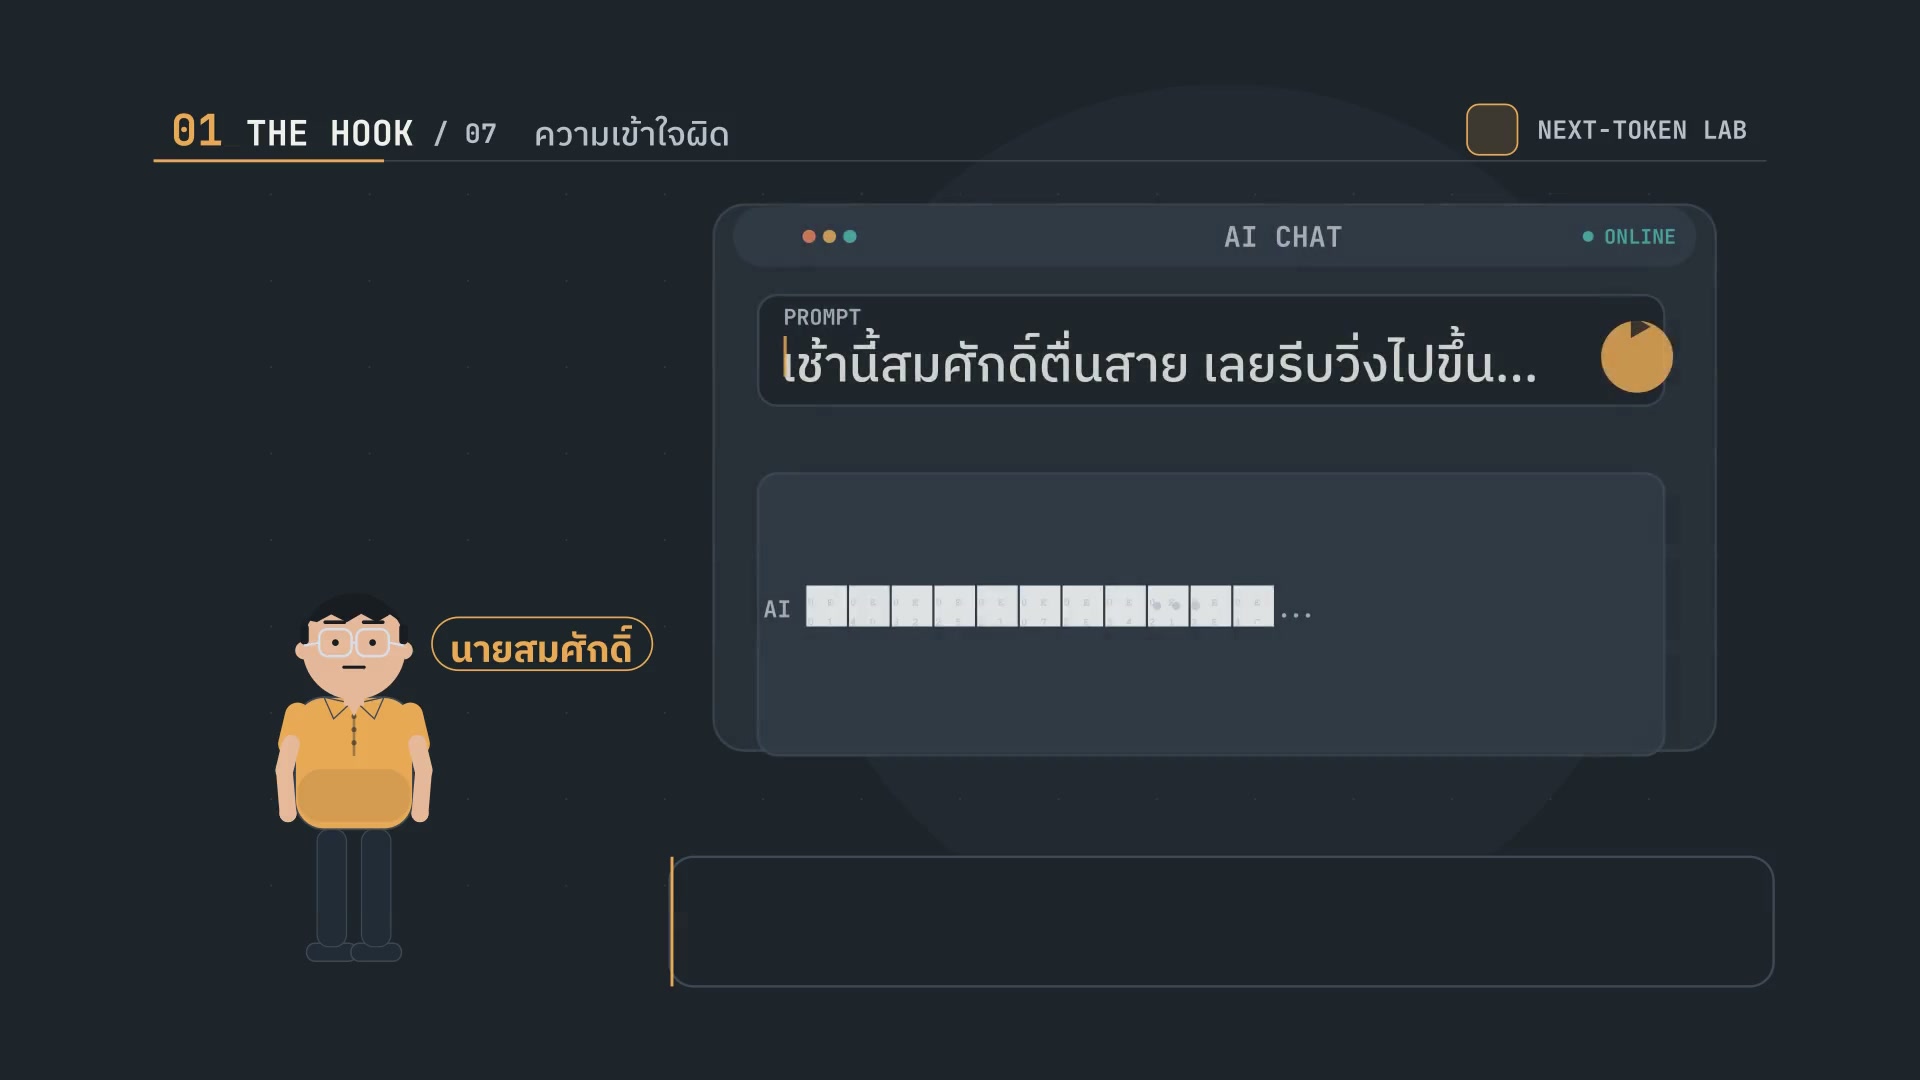 01 THE HOOK / 07 ความเข้าใจผิด
NEXT-TOKEN LAB
AI CHAT
ONLINE
PROMPT
เช้านี้สมศักดิ์ตื่นสาย เลยรีบวิ่งไปขึ้น...
AI ...
นายสมศักดิ์